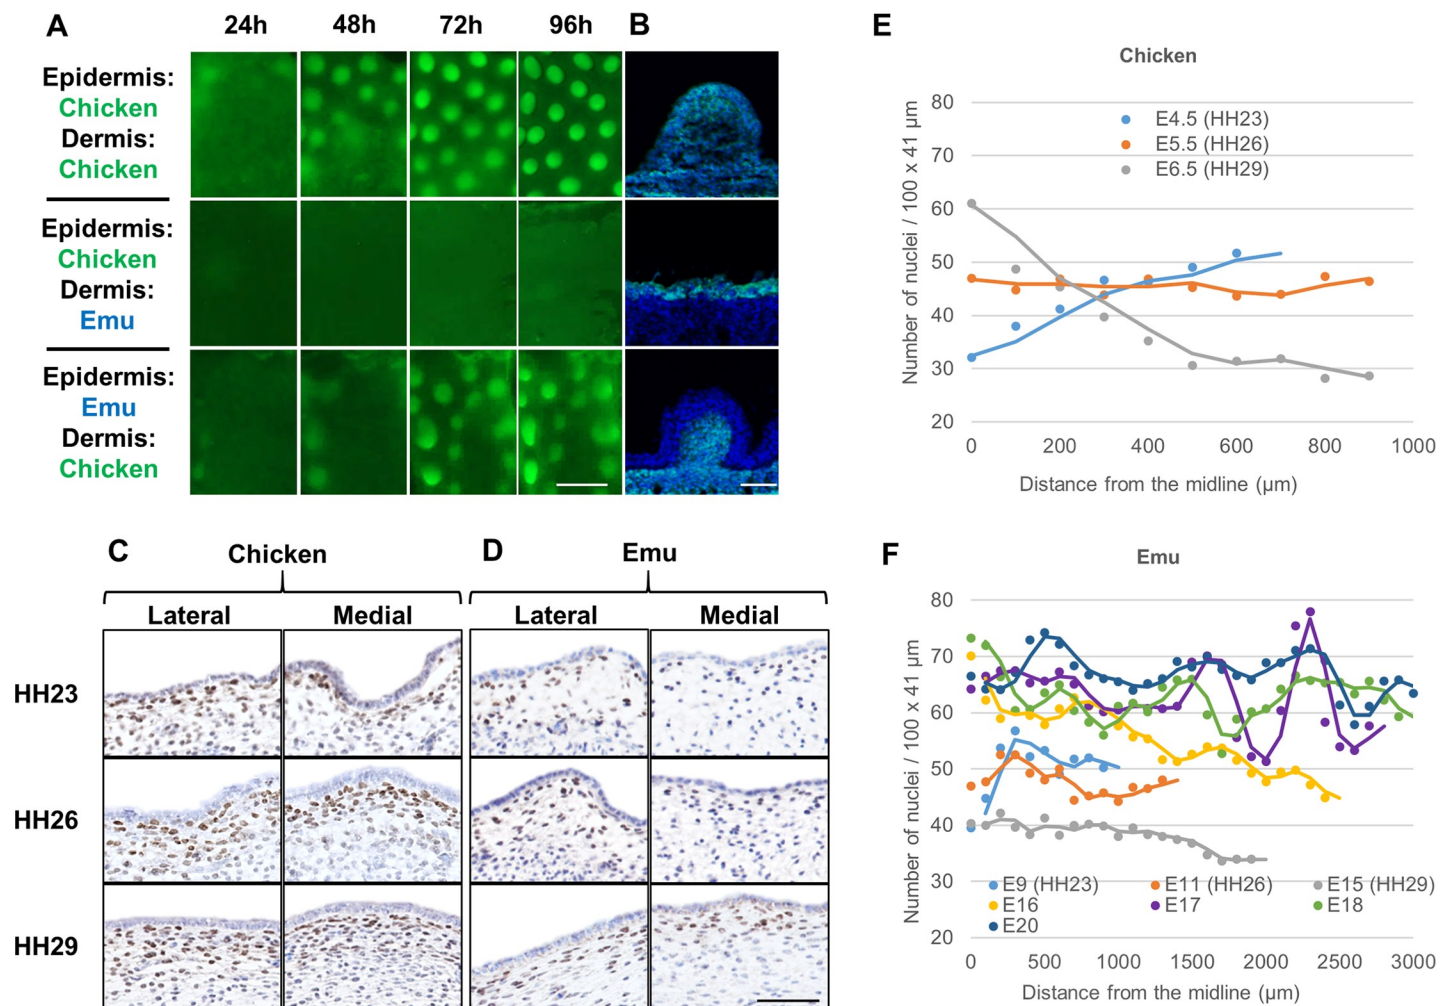 A
24h
48h
72h
96h
B
Epidermis:
Chicken
Dermis:
Chicken
Epidermis:
Chicken
Dermis:
Emu
Epidermis:
Emu
Dermis:
Chicken
C
Chicken
Lateral
Medial
D
Emu
Lateral
Medial
HH23
HH26
HH29
E
Chicken
E4.5 (HH23)
E5.5 (HH26)
E6.5 (HH29)
Number of nuclei / 100 x 41 µm
80
70
60
50
40
30
20
0
200
400
600
800
1000
Distance from the midline (µm)
F
Emu
Number of nuclei / 100 x 41 µm
80
70
60
50
40
30
20
E9 (HH23)
E11 (HH26)
E15 (HH29)
E16
E17
E18
E20
0
500
1000
1500
2000
2500
3000
Distance from the midline (µm)